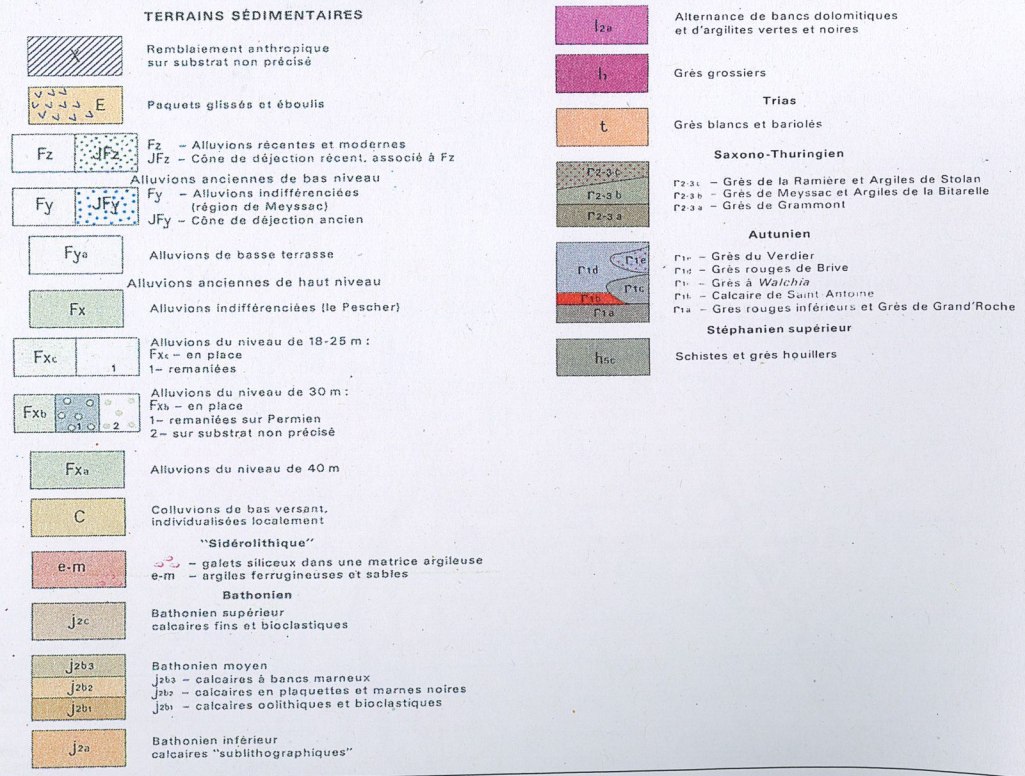 TERRAINS SÉDIMENTAIRES
X
Remblaiement anthropique
sur substrat non précisé
E
Paquets glissés et éboulis
Fz JFz
Fz – Alluvions récentes et modernes
JFz – Cône de déjection récent, associé à Fz
Alluvions anciennes de bas niveau
Fy JFy
Fy – Alluvions indifférenciées
(région de Meyssac)
JFy – Cône de déjection ancien
Fya
Alluvions de basse terrasse
Alluvions anciennes de haut niveau
Fx
Alluvions indifférenciées (le Pescher)
Fxc 1
Alluvions du niveau de 18-25 m :
Fxc – en place
1– remaniées
Fxb 1 2
Alluvions du niveau de 30 m :
Fxb – en place
1– remaniées sur Permien
2– sur substrat non précisé
Fxa
Alluvions du niveau de 40 m
C
Colluvions de bas versant,
individualisées localement
"Sidérolithique"
e-m
– galets siliceux dans une matrice argileuse
e-m – argiles ferrugineuses et sables
Bathonien
j2c
Bathonien supérieur
calcaires fins et bioclastiques
j2b3
j2b2
j2b1
Bathonien moyen
j2b3 – calcaires à bancs marneux
j2b2 – calcaires en plaquettes et marnes noires
j2b1 – calcaires oolithiques et bioclastiques
j2a
Bathonien inférieur
calcaires "sublithographiques"
l2a
Alternance de bancs dolomitiques
et d'argilites vertes et noires
l1
Grès grossiers
Trias
t
Grès blancs et bariolés
Saxono-Thuringien
r2-3c
r2-3b
r2-3a
r2-3c – Grès de la Ramière et Argiles de Stolan
r2-3b – Grès de Meyssac et Argiles de la Bitarelle
r2-3a – Grès de Grammont
Autunien
r1d r1e
r1c
r1b
r1a
r1e – Grès du Verdier
r1d – Grès rouges de Brive
r1c – Grès à Walchia
r1b – Calcaire de Saint-Antoine
r1a – Gres rouges inférieurs et Grès de Grand'Roche
Stéphanien supérieur
h5c
Schistes et grès houillers